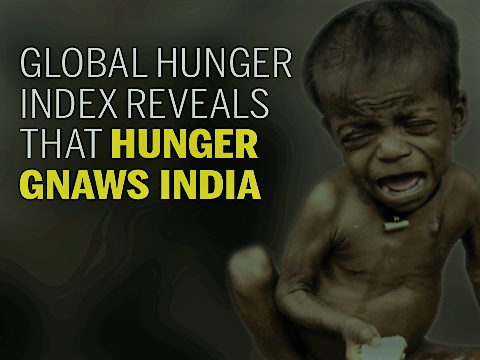 GLOBAL HUNGER
INDEX REVEALS
THAT HUNGER
GNAWS INDIA